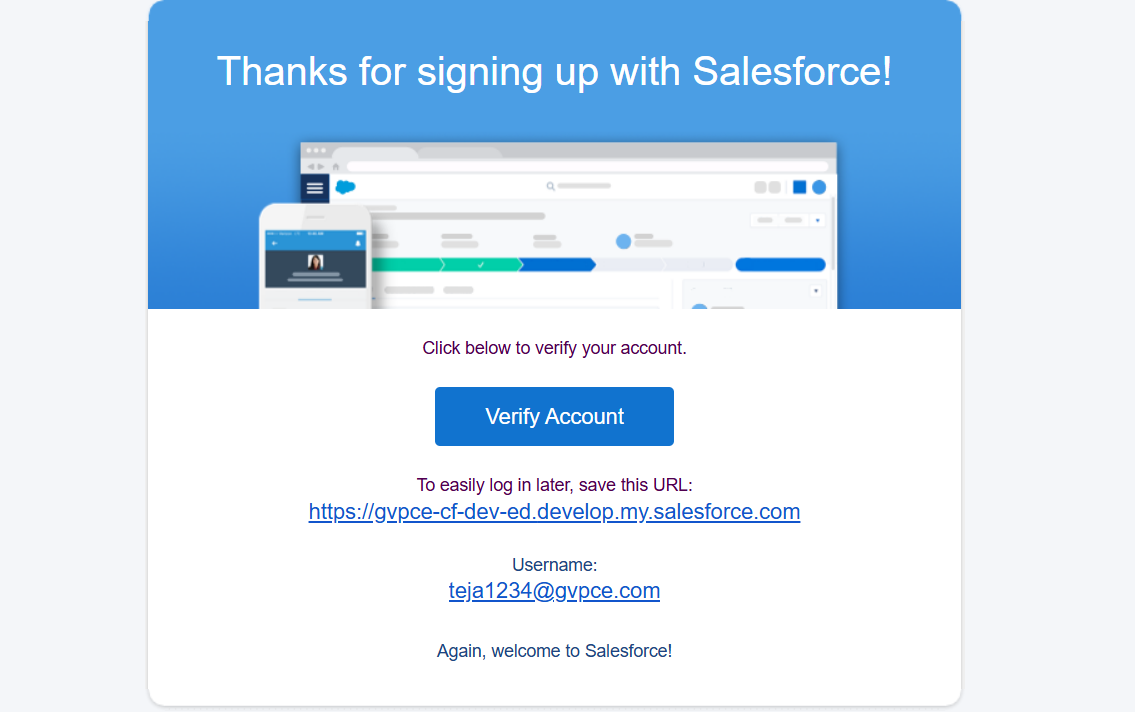 Thanks for signing up with Salesforce!
Click below to verify your account.
Verify Account
To easily log in later, save this URL:
https://gvpce-cf-dev-ed.develop.my.salesforce.com
Username:
teja1234@gvpce.com
Again, welcome to Salesforce!